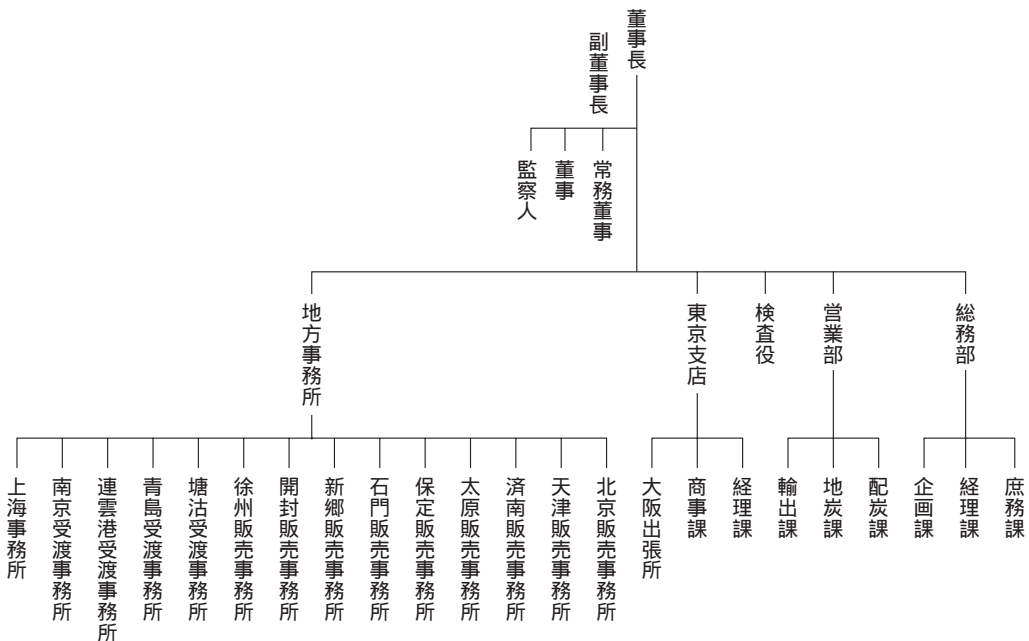 董事長
副董事長
常務董事
董事
監察人
総務部
営業部
検査役
東京支店
地方事務所
庶務課
経理課
企画課
配炭課
地炭課
輸出課
経理課
商事課
大阪出張所
北京販売事務所
天津販売事務所
済南販売事務所
太原販売事務所
保定販売事務所
石門販売事務所
新郷販売事務所
開封販売事務所
徐州販売事務所
塘沽受渡事務所
青島受渡事務所
連雲港受渡事務所
南京受渡事務所
上海事務所